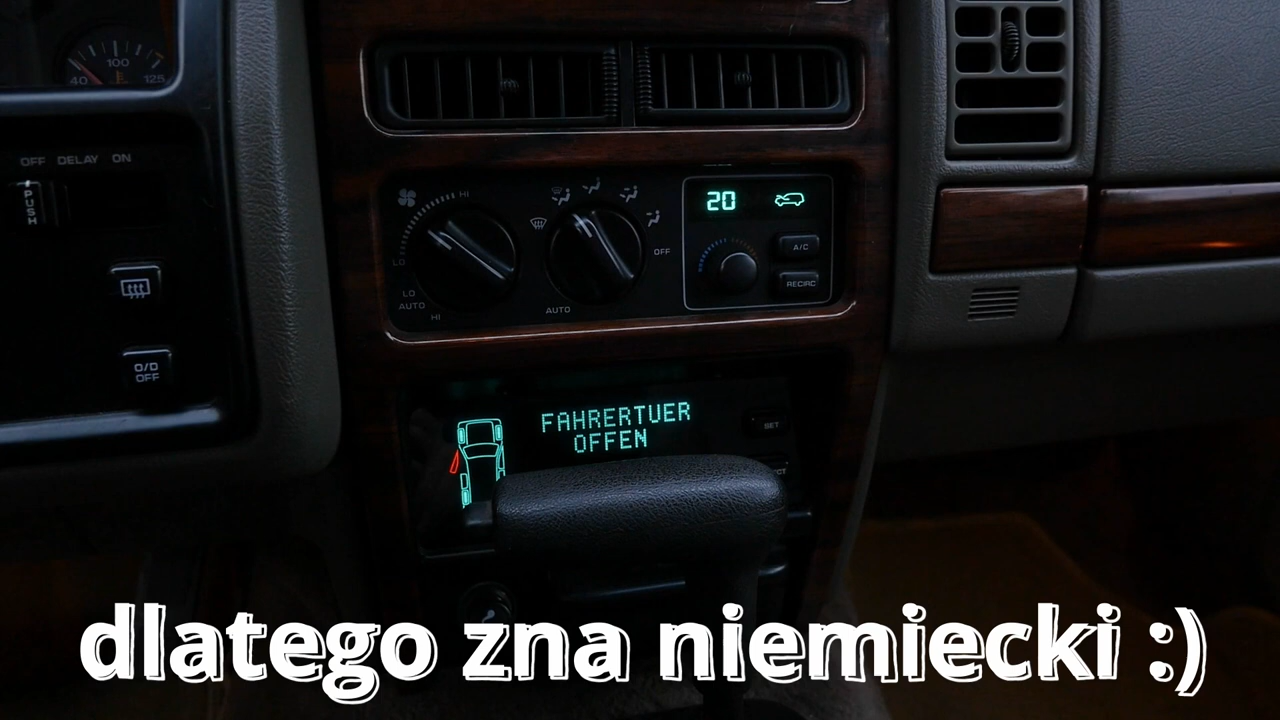 100
40
125
OFF DELAY ON
PUSH
O/D
OFF
HI
LO
LO
AUTO
HI
OFF
AUTO
20
A/C
RECIRC
FAHRERTUER
OFFEN
SET
dlatego zna niemiecki :)